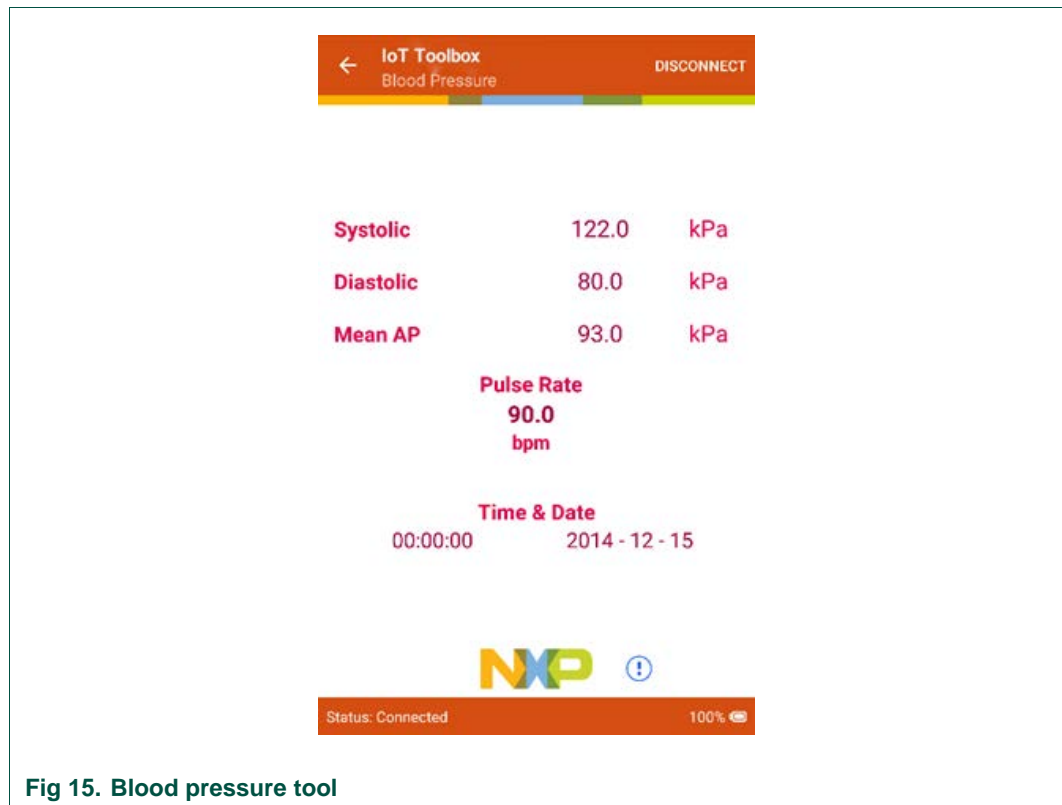 IoT Toolbox
DISCONNECT
Blood Pressure
Systolic 122.0 kPa
Diastolic 80.0 kPa
Mean AP 93.0 kPa
Pulse Rate
90.0
bpm
Time & Date
00:00:00 2014 - 12 - 15
NXP
Status: Connected 100%
Fig 15. Blood pressure tool